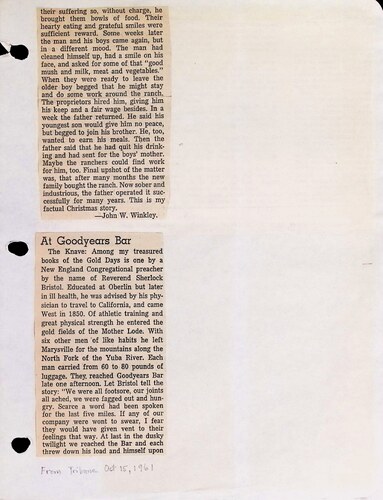 their suffering so, without charge, he
brought them bowls of food. Their
hearty eating and grateful smiles were
sufficient reward. Some weeks later
the man and his boys came again, but
in a different mood. The man had
cleaned himself up, had a smile on his
face, and asked for some of that "good
mush and milk, meat and vegetables."
When they were ready to leave the
older boy begged that he might stay
and do some work around the ranch.
The proprietors hired him, giving him
his keep and a fair wage besides. In
a week the father returned. He said his
youngest son would give him no peace,
but begged to join his brother. He, too,
wanted to earn his meals. Then the
father said that he had quit his drink-
ing and had sent for the boys' mother.
Maybe the ranchers could find work
for him, too. Final upshot of the matter
was, that after many months the new
family bought the ranch. Now sober and
industrious, the father operated it suc-
cessfully for many years. This is my
factual Christmas story.
—John W. Winkley.
At Goodyears Bar
The Knave: Among my treasured
books of the Gold Days is one by a
New England Congregational preacher
by the name of Reverend Sherlock
Bristol. Educated at Oberlin but later
in ill health, he was advised by his phy-
sician to travel to California, and came
West in 1850. Of athletic training and
great physical strength he entered the
gold fields of the Mother Lode. With
six other men of like habits he left
Marysville for the mountains along the
North Fork of the Yuba River. Each
man carried from 60 to 80 pounds of
luggage. They, reached Goodyears Bar
late one afternoon. Let Bristol tell the
story: "We were all footsore, our joints
all ached, we were fagged out and hun-
gry. Scarce a word had been spoken
for the last five miles. If any of our
company were went to swear, I fear
they would have given vent to their
feelings that way. At last in the dusky
twilight we reached the Bar and each
threw down his load and himself upon
From Tribune Oct 15, 1961